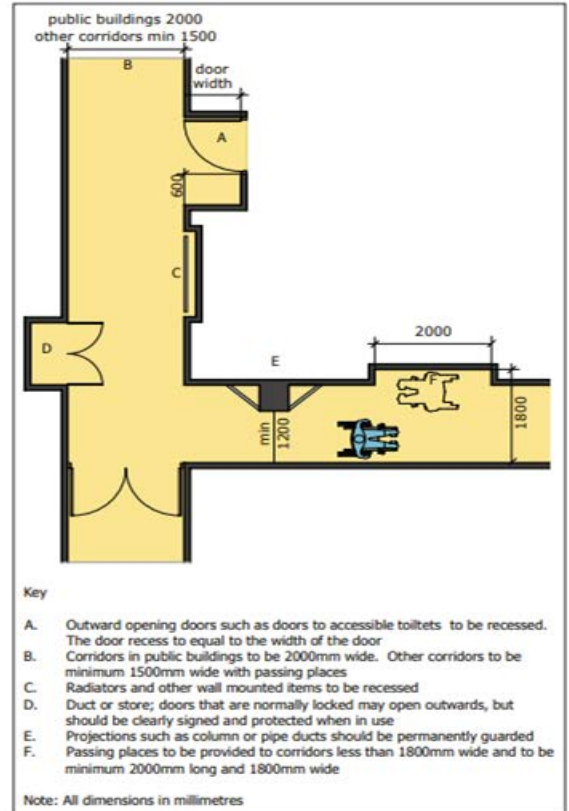 public buildings 2000
other corridors min 1500
B
door
width
A
600
C
D
E
2000
F
min
1200
1800
Key
A. Outward opening doors such as doors to accessible toiltets to be recessed.
The door recess to equal to the width of the door
B. Corridors in public buildings to be 2000mm wide. Other corridors to be
minimum 1500mm wide with passing places
C. Radiators and other wall mounted items to be recessed
D. Duct or store; doors that are normally locked may open outwards, but
should be clearly signed and protected when in use
E. Projections such as column or pipe ducts should be permanently guarded
F. Passing places to be provided to corridors less than 1800mm wide and to be
minimum 2000mm long and 1800mm wide
Note: All dimensions in millimetres